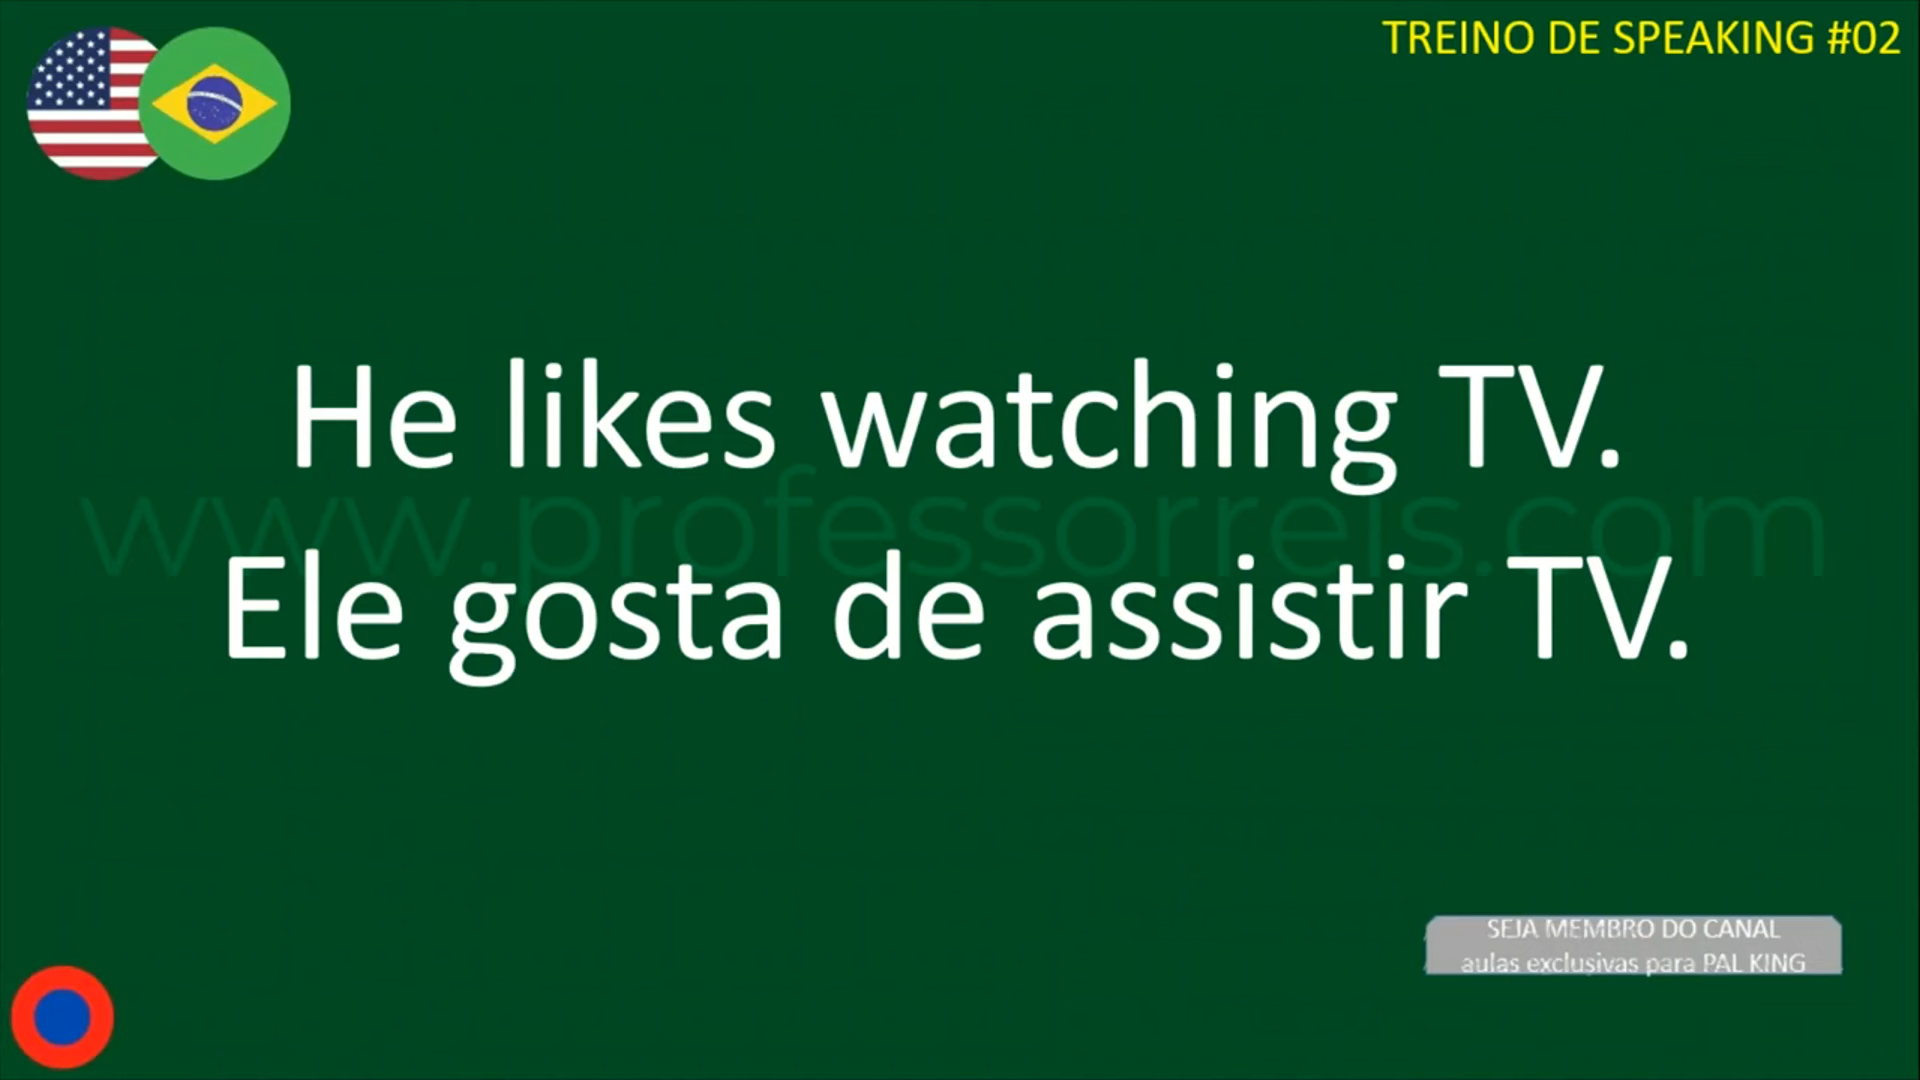 TREINO DE SPEAKING #02
He likes watching TV.
www.professorreis.com
Ele gosta de assistir TV.
SEJA MEMBRO DO CANAL
aulas exclusivas para PAL KING